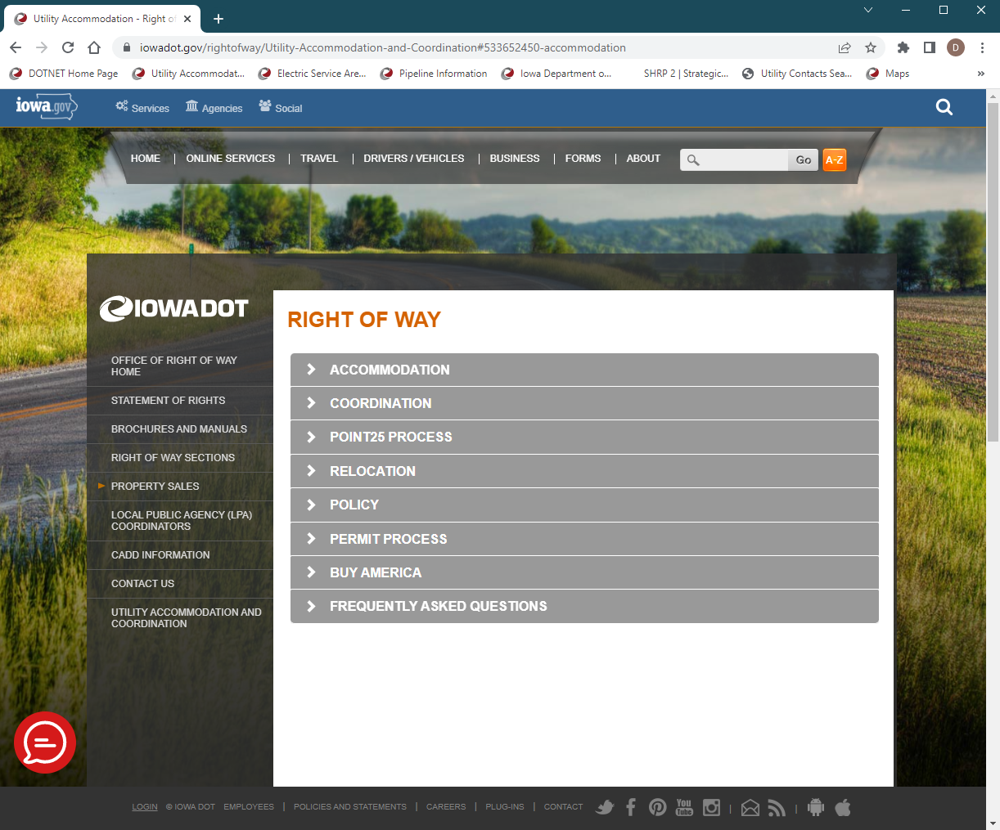 Utility Accommodation - Right of
iowadot.gov/rightofway/Utility-Accommodation-and-Coordination#533652450-accommodation
D
DOTNET Home Page
Utility Accommodat...
Electric Service Are...
Pipeline Information
Iowa Department o...
SHRP 2 | Strategic...
Utility Contacts Sea...
Maps
»
iowa.gov
Services
Agencies
Social
HOME | ONLINE SERVICES | TRAVEL | DRIVERS / VEHICLES | BUSINESS | FORMS | ABOUT
Go
A-Z
IOWADOT
RIGHT OF WAY
OFFICE OF RIGHT OF WAY
HOME
STATEMENT OF RIGHTS
BROCHURES AND MANUALS
RIGHT OF WAY SECTIONS
PROPERTY SALES
LOCAL PUBLIC AGENCY (LPA)
COORDINATORS
CADD INFORMATION
CONTACT US
UTILITY ACCOMMODATION AND
COORDINATION
ACCOMMODATION
COORDINATION
POINT25 PROCESS
RELOCATION
POLICY
PERMIT PROCESS
BUY AMERICA
FREQUENTLY ASKED QUESTIONS
LOGIN © IOWA DOT EMPLOYEES | POLICIES AND STATEMENTS | CAREERS | PLUG-INS | CONTACT
You
Tube